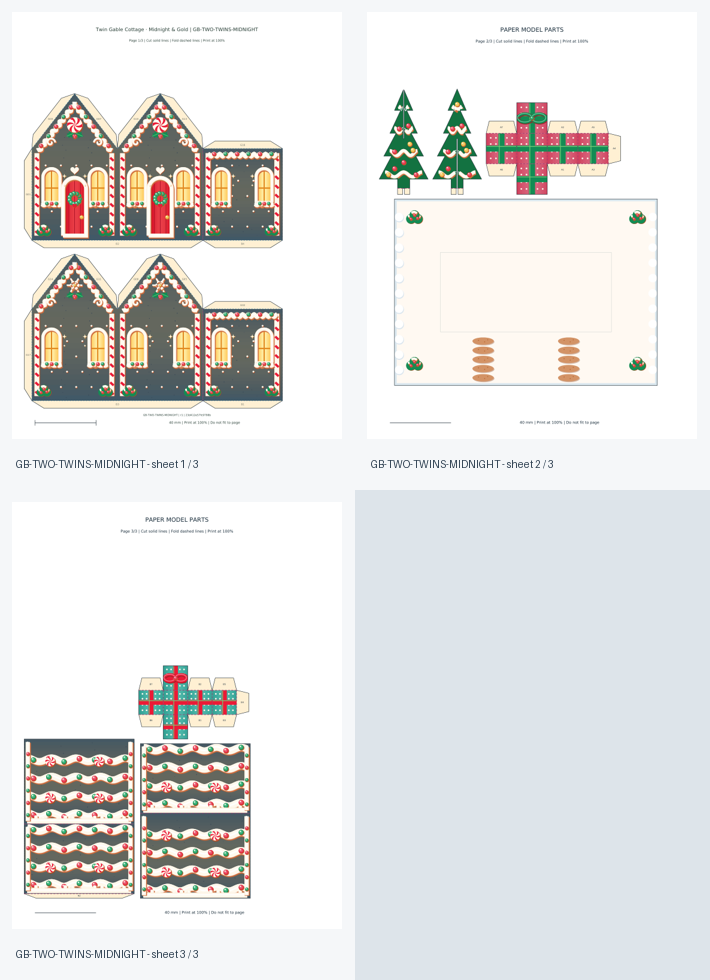 Twin Gable Cottage · Midnight & Gold | GB-TWO-TWINS-MIDNIGHT
Page 1/3 | Cut solid lines | Fold dashed lines | Print at 100%
40 mm | Print at 100% | Do not fit to page
GB-TWO-TWINS-MIDNIGHT - sheet 1 / 3
PAPER MODEL PARTS
Page 2/3 | Cut solid lines | Fold dashed lines | Print at 100%
40 mm | Print at 100% | Do not fit to page
GB-TWO-TWINS-MIDNIGHT - sheet 2 / 3
PAPER MODEL PARTS
Page 3/3 | Cut solid lines | Fold dashed lines | Print at 100%
40 mm | Print at 100% | Do not fit to page
GB-TWO-TWINS-MIDNIGHT - sheet 3 / 3